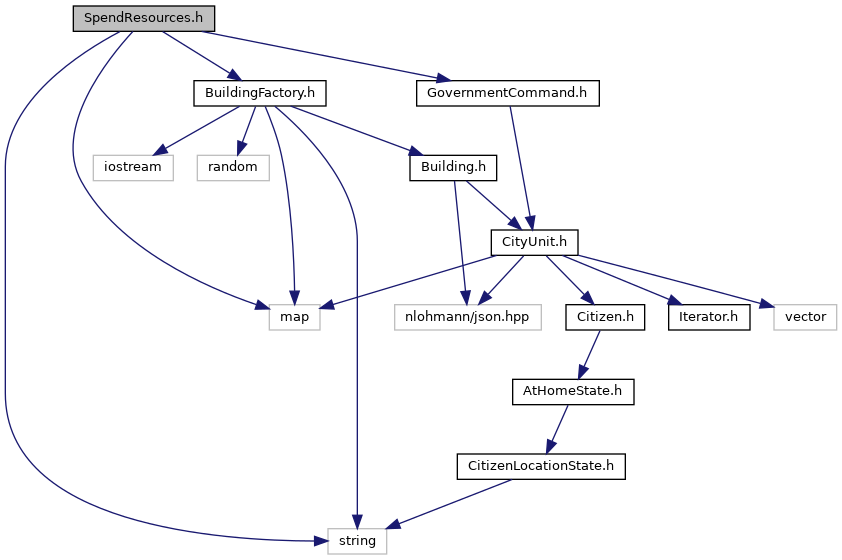 SpendResources.h
BuildingFactory.h
GovernmentCommand.h
iostream
random
Building.h
CityUnit.h
map
nlohmann/json.hpp
Citizen.h
Iterator.h
vector
AtHomeState.h
CitizenLocationState.h
string